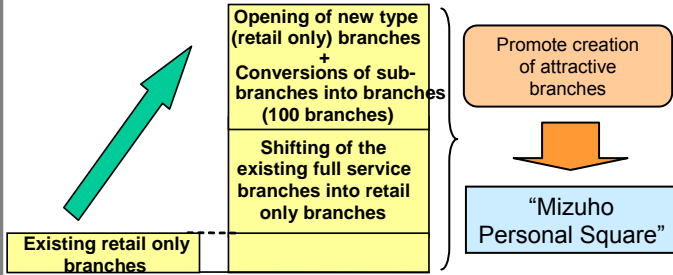 Opening of new type
(retail only) branches
+
Conversions of sub-
branches into branches
(100 branches)
Shifting of the
existing full service
branches into retail
only branches
Existing retail only
branches
Promote creation
of attractive
branches
“Mizuho
Personal Square”